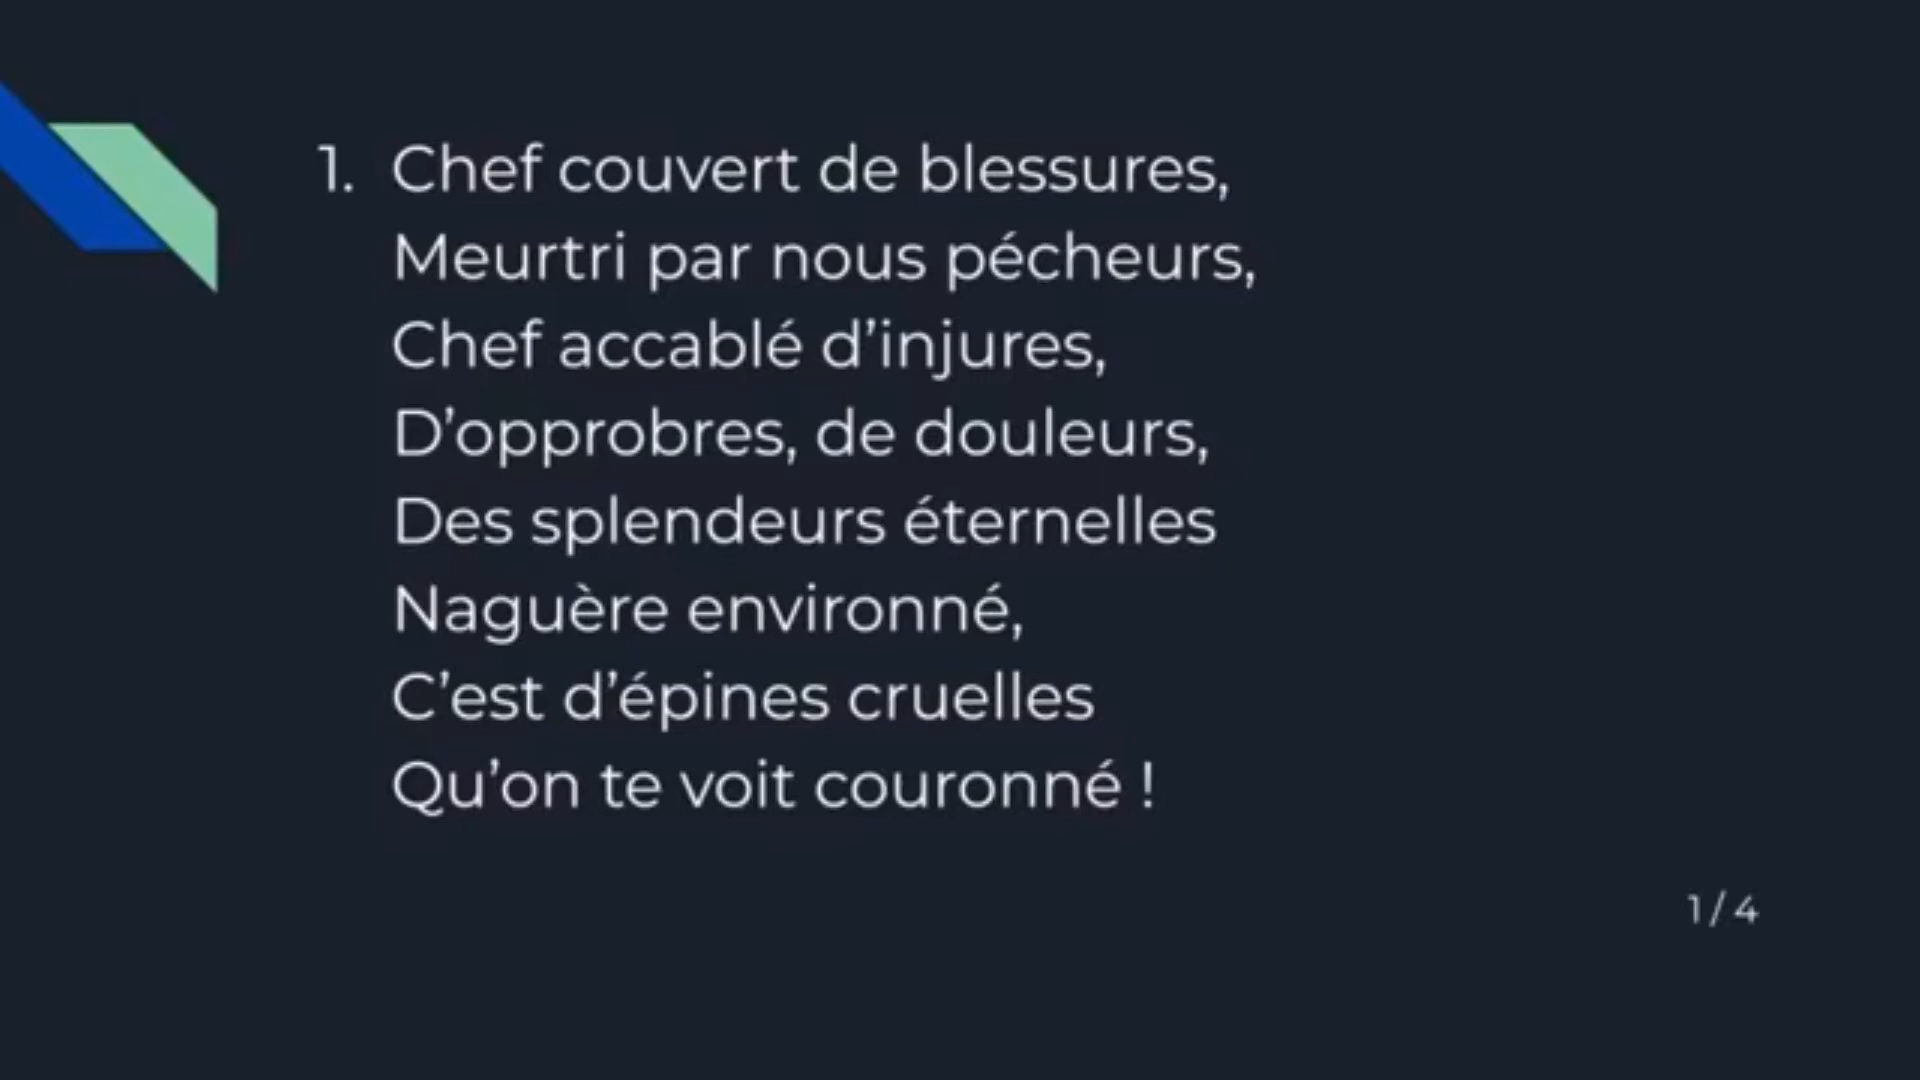 1. Chef couvert de blessures,
Meurtri par nous pécheurs,
Chef accablé d’injures,
D’opprobres, de douleurs,
Des splendeurs éternelles
Naguère environné,
C’est d’épines cruelles
Qu’on te voit couronné !
1 / 4